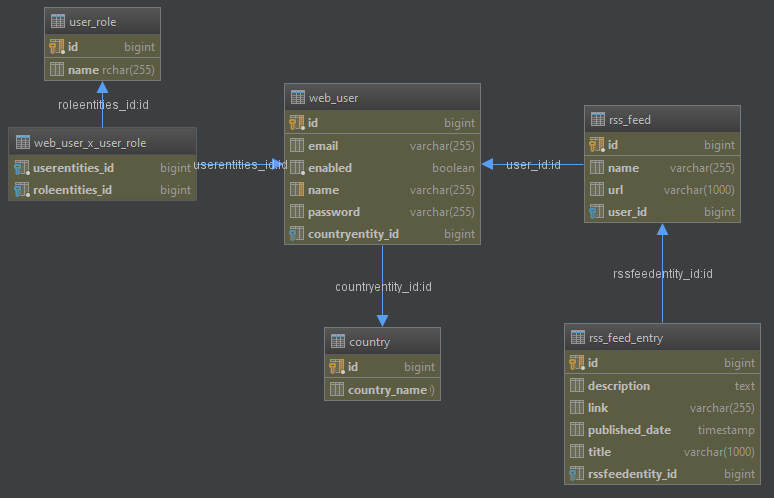 user_role
id bigint
name rchar(255)
roleentities_id:id
web_user_x_user_role
userentities_id bigint
roleentities_id bigint
userentities_id:id
web_user
id bigint
email varchar(255)
enabled boolean
name varchar(255)
password varchar(255)
countryentity_id bigint
user_id:id
rss_feed
id bigint
name varchar(255)
url varchar(1000)
user_id bigint
countryentity_id:id
rssfeedentity_id:id
country
id bigint
country_name )
rss_feed_entry
id bigint
description text
link varchar(255)
published_date timestamp
title varchar(1000)
rssfeedentity_id bigint